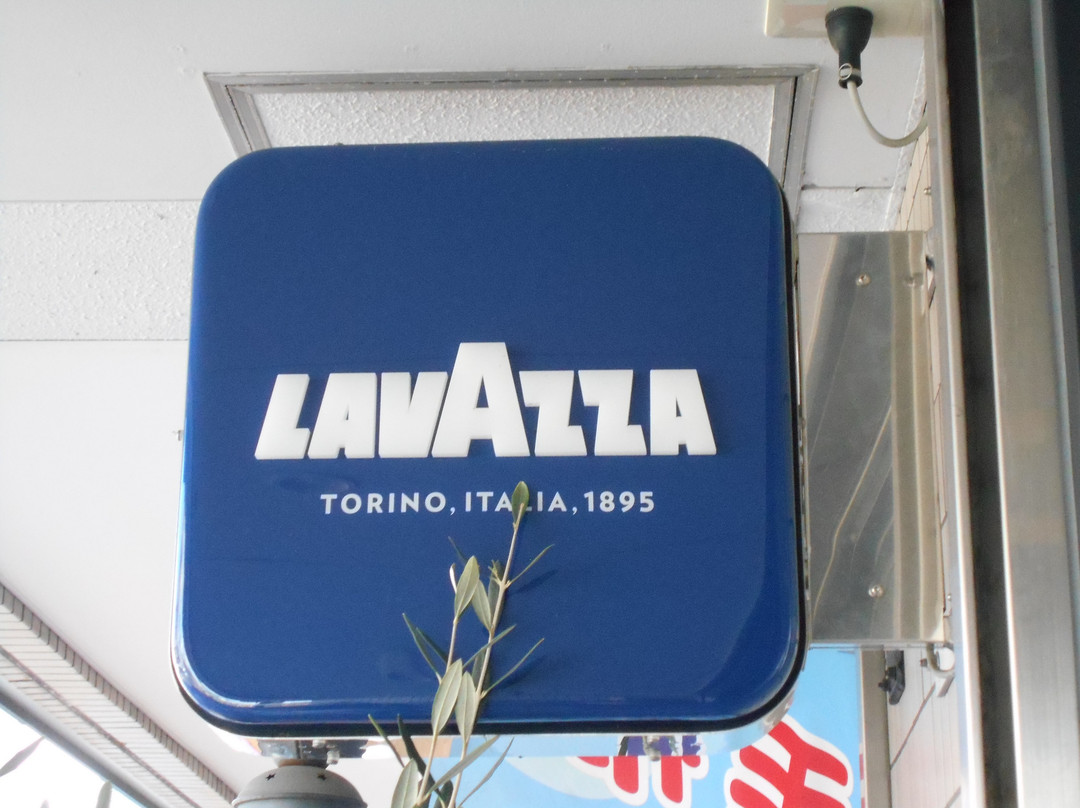 LAVAZZA
TORINO, ITALIA, 1895